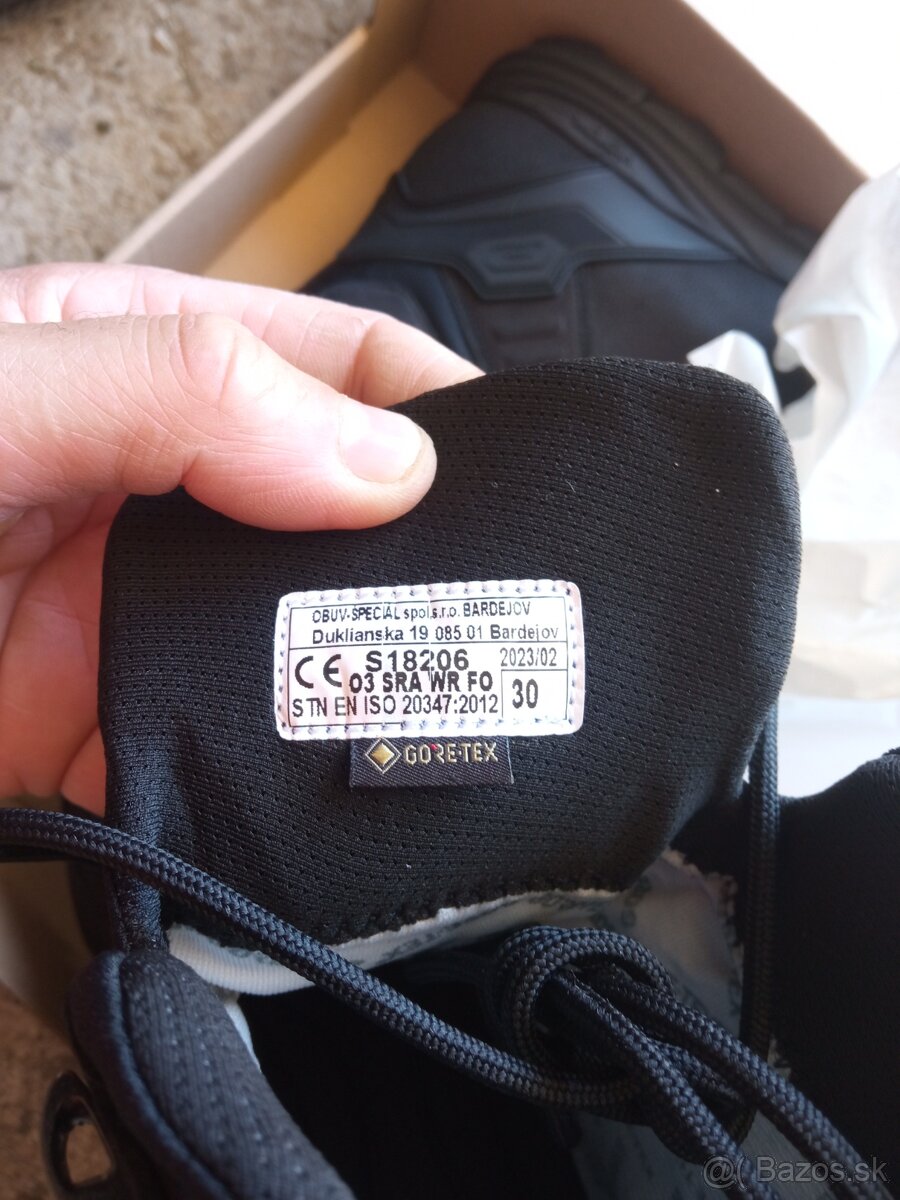 OBUV-SPECIAL spol.s.r.o. BARDEJOV
Duklianska 19 085 01 Bardejov
CE S18206 2023/02
O3 SRA WR FO 30
STN EN ISO 20347:2012
GORE-TEX
@( Bazos.sk